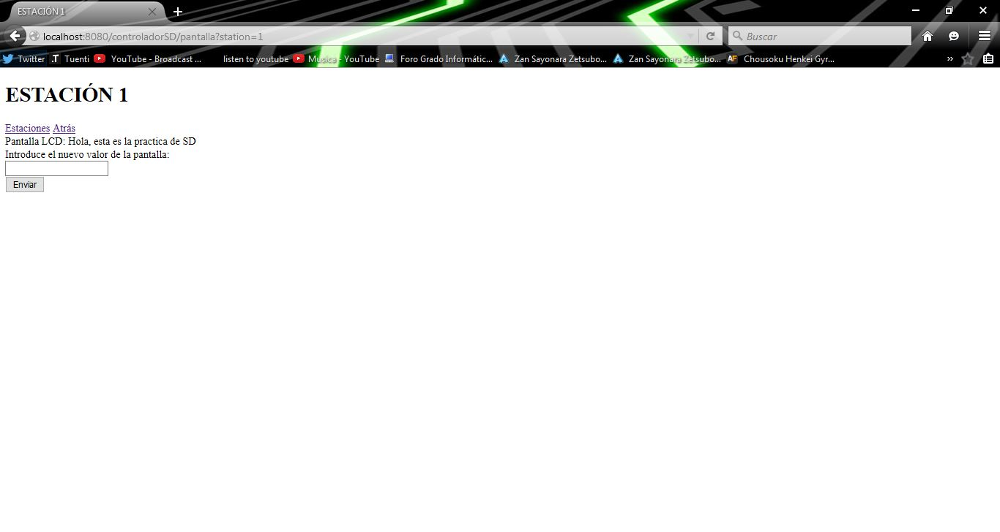 ESTACIÓN 1
localhost:8080/controladorSD/pantalla?station=1
Buscar
Twitter .T Tuenti YouTube - Broadcast ... listen to youtube Musica - YouTube Foro Grado Informátic... Zan Sayonara Zetsubo... Zan Sayonara Zetsubo... AF Chousoku Henkei Gyr... »
ESTACIÓN 1
Estaciones Atrás
Pantalla LCD: Hola, esta es la practica de SD
Introduce el nuevo valor de la pantalla:
Enviar